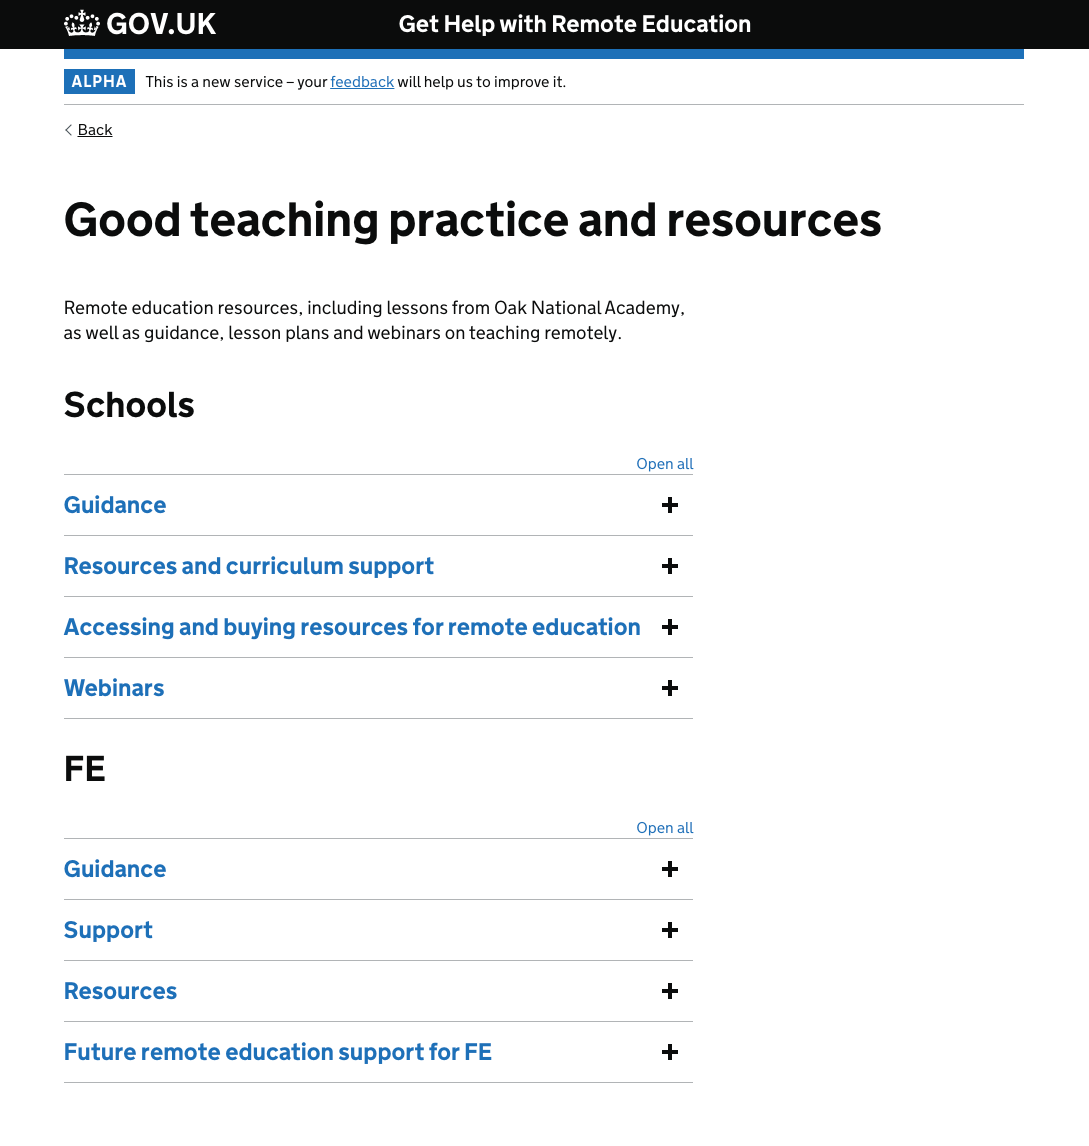 GOV.UK
Get Help with Remote Education
ALPHA
This is a new service – your feedback will help us to improve it.
Back
Good teaching practice and resources
Remote education resources, including lessons from Oak National Academy,
as well as guidance, lesson plans and webinars on teaching remotely.
Schools
Open all
Guidance
Resources and curriculum support
Accessing and buying resources for remote education
Webinars
FE
Open all
Guidance
Support
Resources
Future remote education support for FE